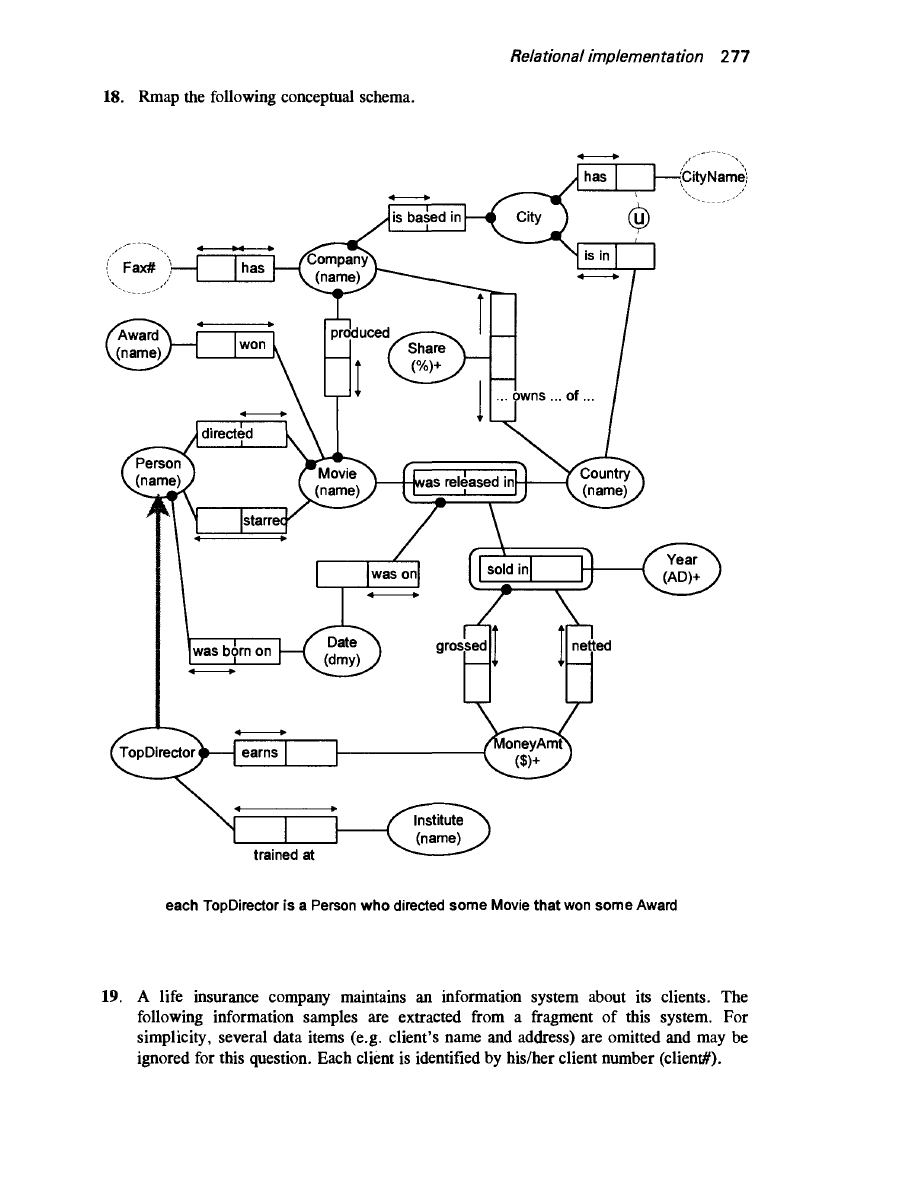 Relational implementation 277
18. Rmap the following conceptual schema.
has
CityName
is based in
City
u
is in
Fax#
has
Company
(name)
Award
(name)
won
produced
Share
(%)+
... owns ... of ...
directed
Person
(name)
Movie
(name)
was released in
Country
(name)
starred
sold in
Year
(AD)+
was on
was born on
Date
(dmy)
grossed
netted
TopDirector
earns
MoneyAmt
($)+
Institute
(name)
trained at
each TopDirector is a Person who directed some Movie that won some Award
19. A life insurance company maintains an information system about its clients. The
following information samples are extracted from a fragment of this system. For
simplicity, several data items (e.g. client's name and address) are omitted and may be
ignored for this question. Each client is identified by his/her client number (client#).